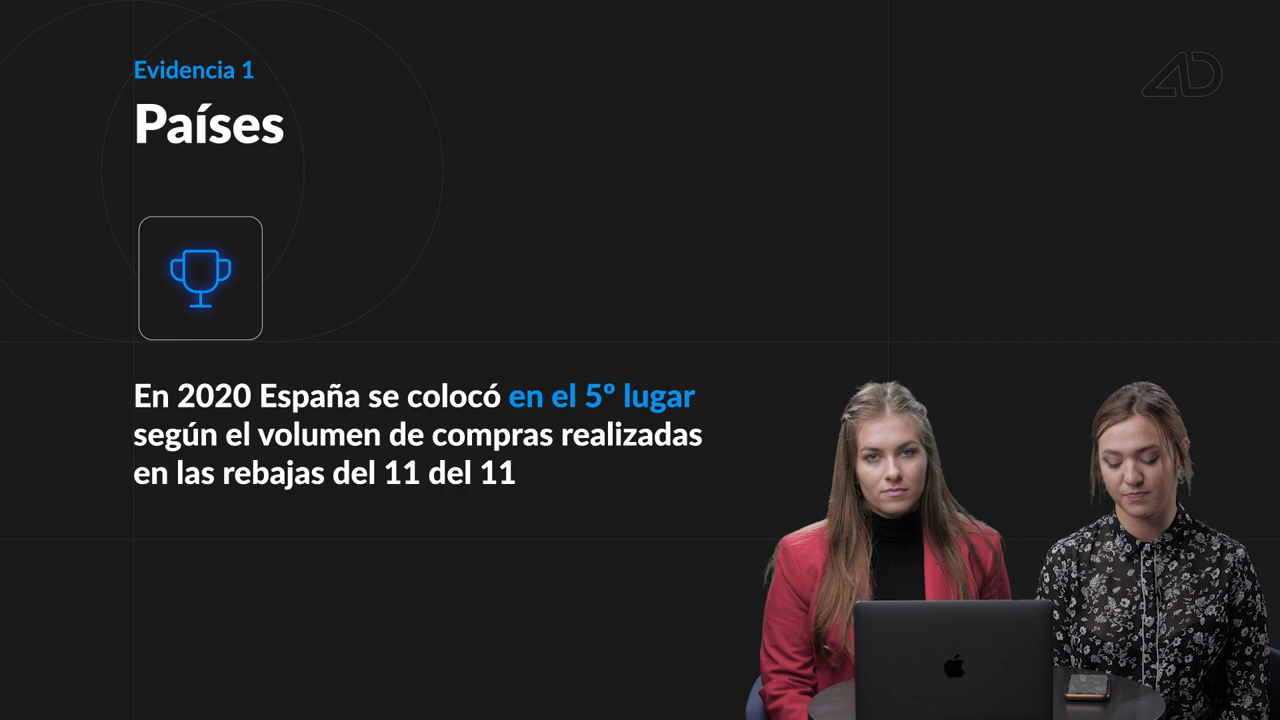 Evidencia 1
Países
En 2020 España se colocó en el 5º lugar
según el volumen de compras realizadas
en las rebajas del 11 del 11